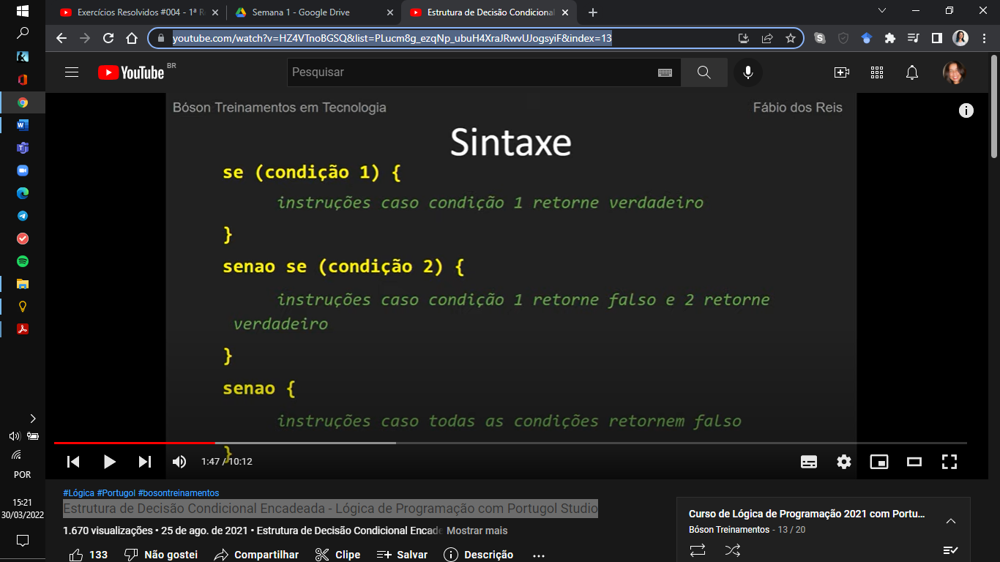 Exercícios Resolvidos #004 - 1ª R
Semana 1 - Google Drive
Estrutura de Decisão Condicional
youtube.com/watch?v=HZ4VTnoBGSQ&list=PLucm8g_ezqNp_ubuH4XraJRwvUJogsyiF&index=13
YouTube BR
Pesquisar
Bóson Treinamentos em Tecnologia
Fábio dos Reis
Sintaxe
se (condição 1) {
instruções caso condição 1 retorne verdadeiro
}
senao se (condição 2) {
instruções caso condição 1 retorne falso e 2 retorne
verdadeiro
}
senao {
instruções caso todas as condições retornem falso
}
1:47 / 10:12
#Lógica #Portugol #bosontreinamentos
Estrutura de Decisão Condicional Encadeada - Lógica de Programação com Portugol Studio
1.670 visualizações • 25 de ago. de 2021 • Estrutura de Decisão Condicional Encade Mostrar mais
133 Não gostei Compartilhar Clipe Salvar Descrição ...
Curso de Lógica de Programação 2021 com Portu...
Bóson Treinamentos - 13 / 20
POR
15:21
30/03/2022